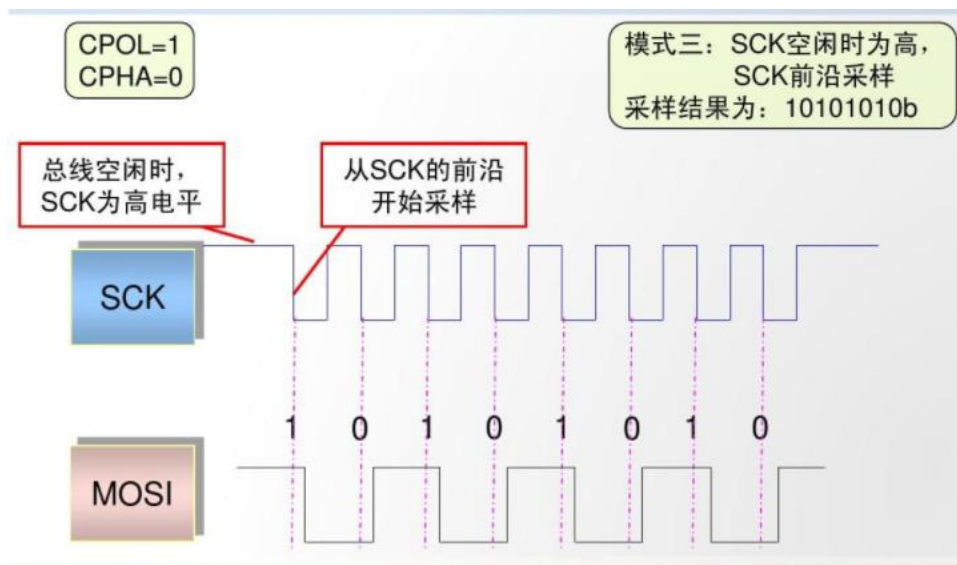 CPOL=1
CPHA=0
模式三：SCK空闲时为高，
SCK前沿采样
采样结果为：10101010b
总线空闲时，
SCK为高电平
从SCK的前沿
开始采样
SCK
1 0 1 0 1 0 1 0
MOSI